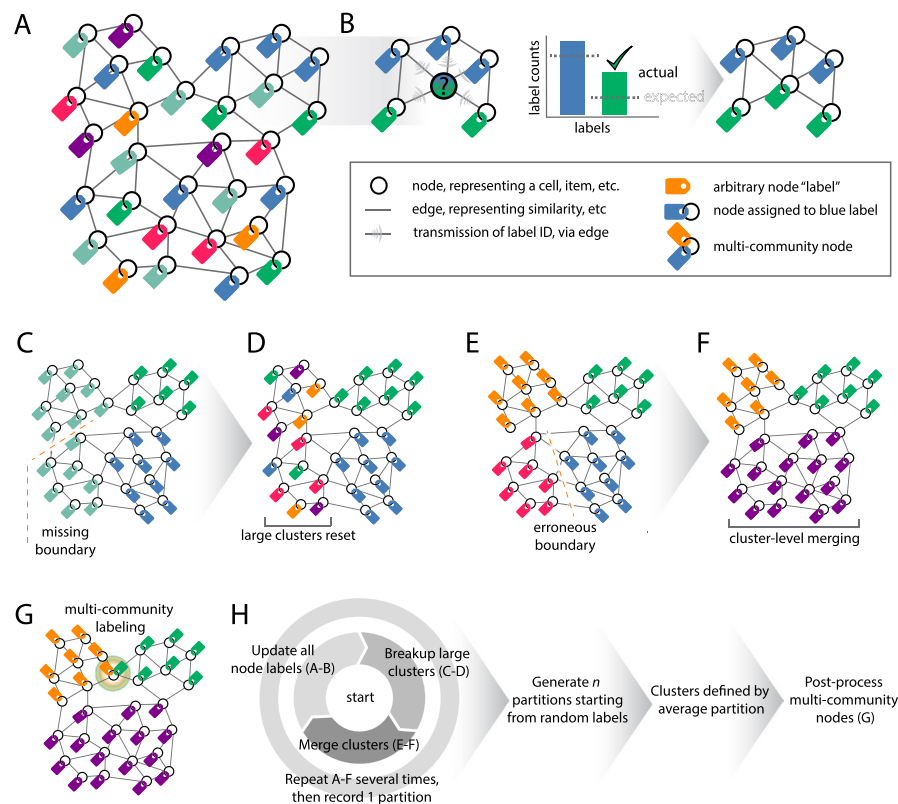 A
B
?
label counts
labels
actual
expected
node, representing a cell, item, etc.
edge, representing similarity, etc
transmission of label ID, via edge
arbitrary node "label"
node assigned to blue label
multi-community node
C
missing
boundary
D
large clusters reset
E
erroneous
boundary
F
cluster-level merging
G
multi-community
labeling
H
Update all
node labels (A-B)
Breakup large
clusters (C-D)
start
Merge clusters (E-F)
Repeat A-F several times,
then record 1 partition
Generate n
partitions starting
from random labels
Clusters defined by
average partition
Post-process
multi-community
nodes (G)